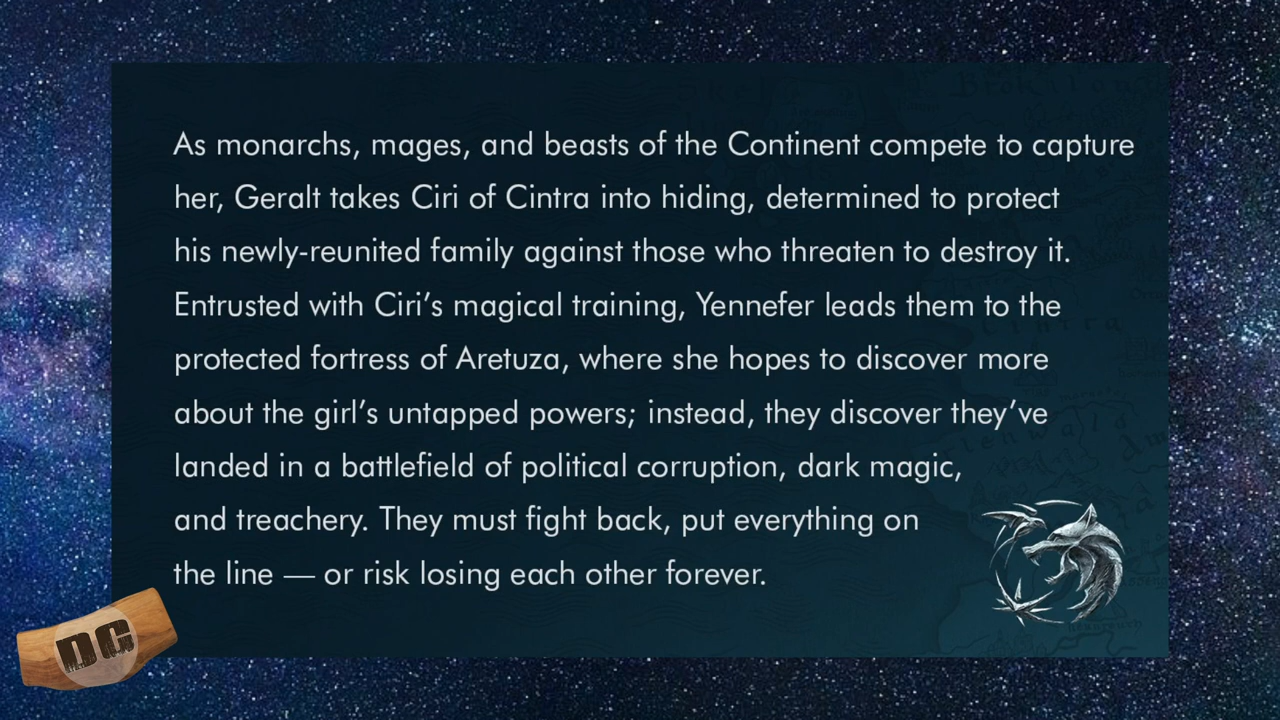 As monarchs, mages, and beasts of the Continent compete to capture
her, Geralt takes Ciri of Cintra into hiding, determined to protect
his newly-reunited family against those who threaten to destroy it.
Entrusted with Ciri’s magical training, Yennefer leads them to the
protected fortress of Aretuza, where she hopes to discover more
about the girl’s untapped powers; instead, they discover they’ve
landed in a battlefield of political corruption, dark magic,
and treachery. They must fight back, put everything on
the line — or risk losing each other forever.
DG
Cintra